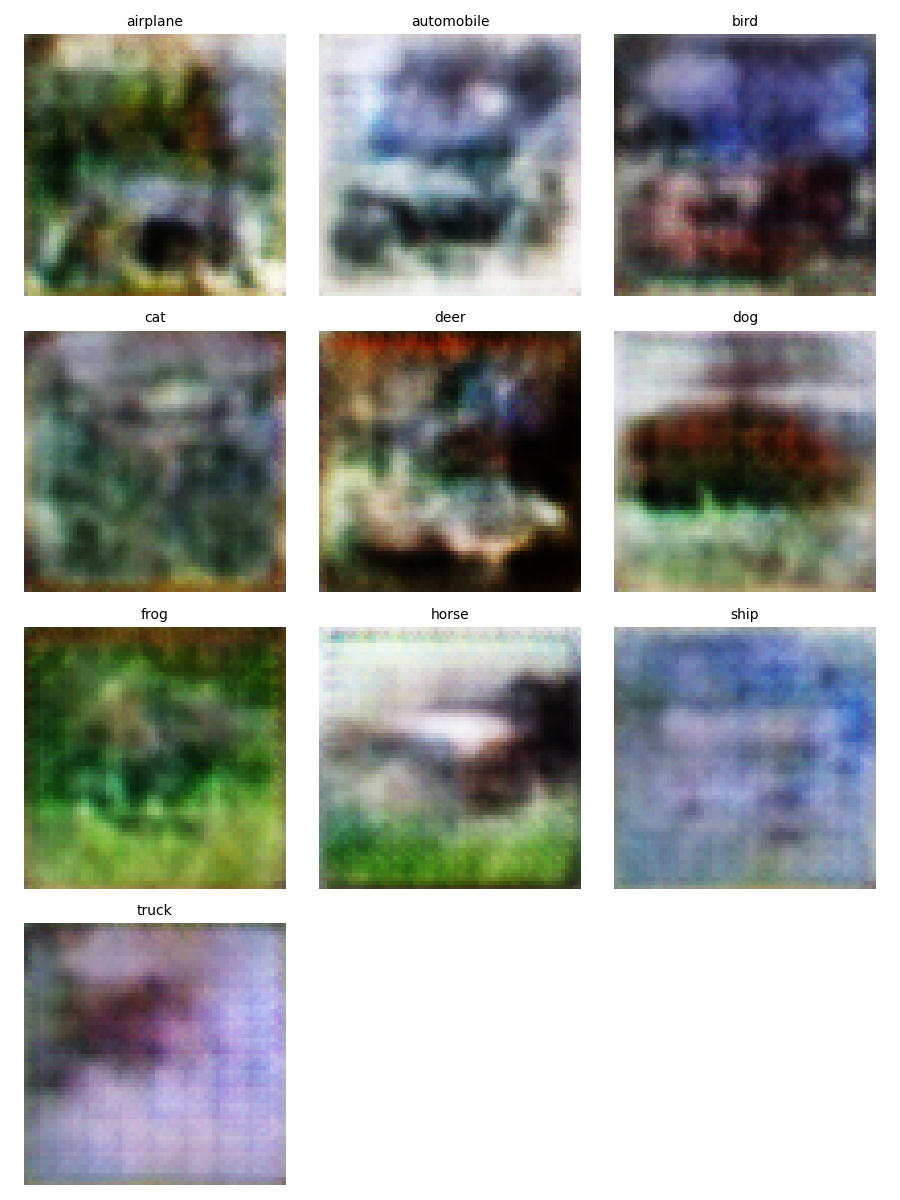 airplane
automobile
bird
cat
deer
dog
frog
horse
ship
truck